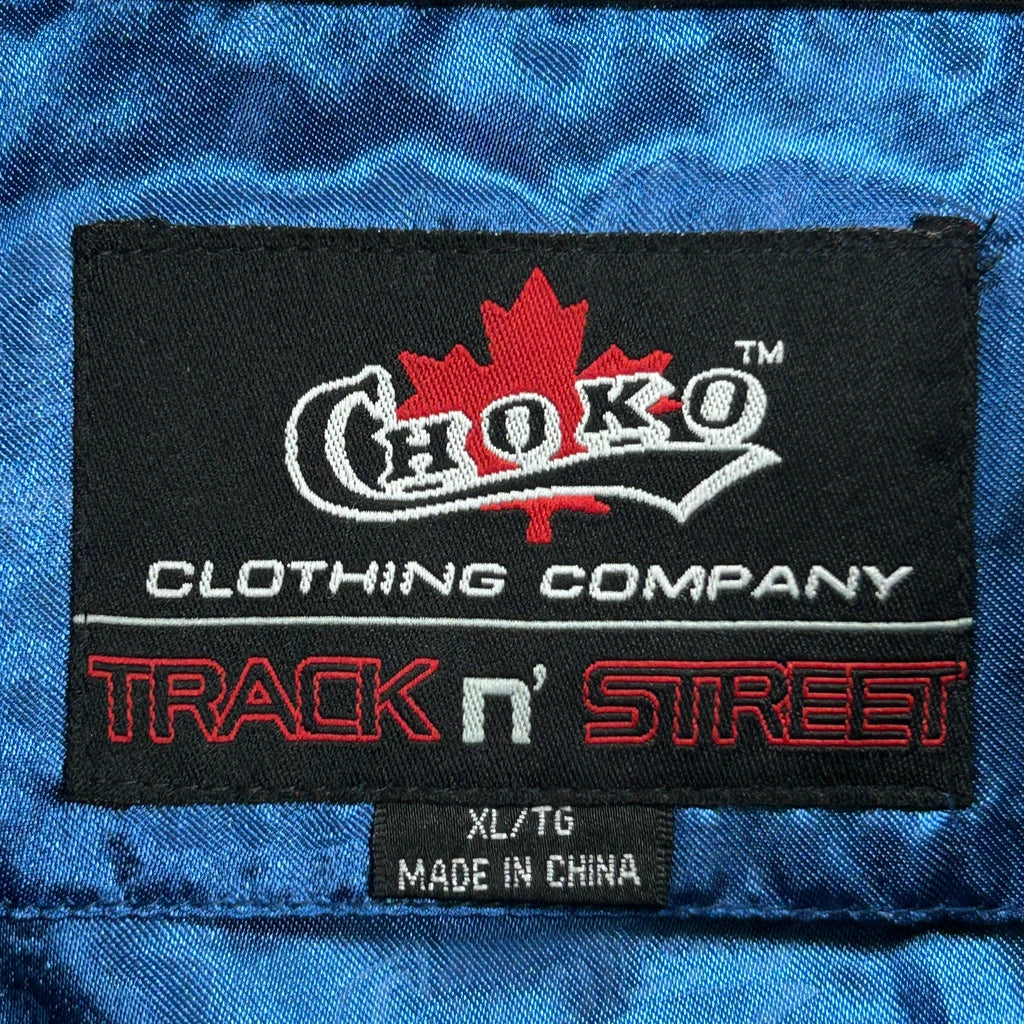 CHOKO™
CLOTHING COMPANY
TRACK n' STREET
XL/TG
MADE IN CHINA